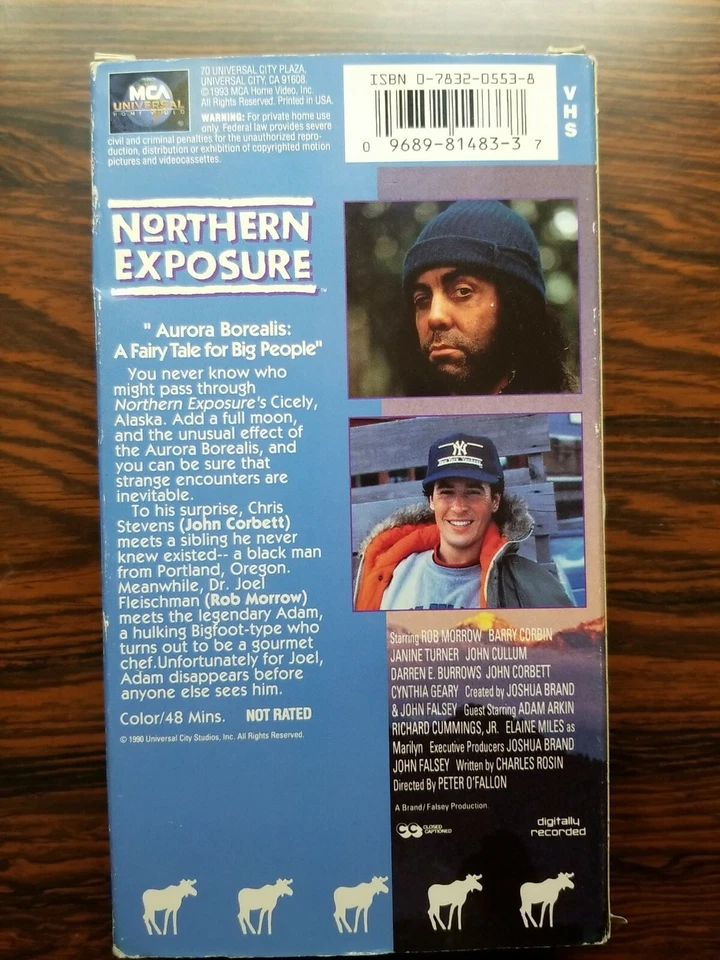 MCA
UNIVERSAL
HOME VIDEO
70 UNIVERSAL CITY PLAZA,
UNIVERSAL CITY, CA 91608.
©1993 MCA Home Video, Inc.
All Rights Reserved. Printed in USA.
WARNING: For private home use
only. Federal law provides severe
civil and criminal penalties for the unauthorized repro-
duction, distribution or exhibition of copyrighted motion
pictures and videocassettes.
ISBN 0-7832-0553-8
0 9689-81483-3 7
VHS
NORTHERN
EXPOSURE™
" Aurora Borealis:
A Fairy Tale for Big People"
You never know who
might pass through
Northern Exposure's Cicely,
Alaska. Add a full moon,
and the unusual effect of
the Aurora Borealis, and
you can be sure that
strange encounters are
inevitable.
To his surprise, Chris
Stevens (John Corbett)
meets a sibling he never
knew existed-- a black man
from Portland, Oregon.
Meanwhile, Dr. Joel
Fleischman (Rob Morrow)
meets the legendary Adam,
a hulking Bigfoot-type who
turns out to be a gourmet
chef.Unfortunately for Joel,
Adam disappears before
anyone else sees him.
Color/48 Mins. NOT RATED
© 1990 Universal City Studios, Inc. All Rights Reserved.
NY
Starring ROB MORROW BARRY CORBIN
JANINE TURNER JOHN CULLUM
DARREN E. BURROWS JOHN CORBETT
CYNTHIA GEARY Created by JOSHUA BRAND
& JOHN FALSEY Guest Starring ADAM ARKIN
RICHARD CUMMINGS, JR. ELAINE MILES as
Marilyn Executive Producers JOSHUA BRAND
JOHN FALSEY Written by CHARLES ROSIN
Directed By PETER O'FALLON
A Brand/Falsey Production.
CC CLOSED
CAPTIONED
digitally
recorded